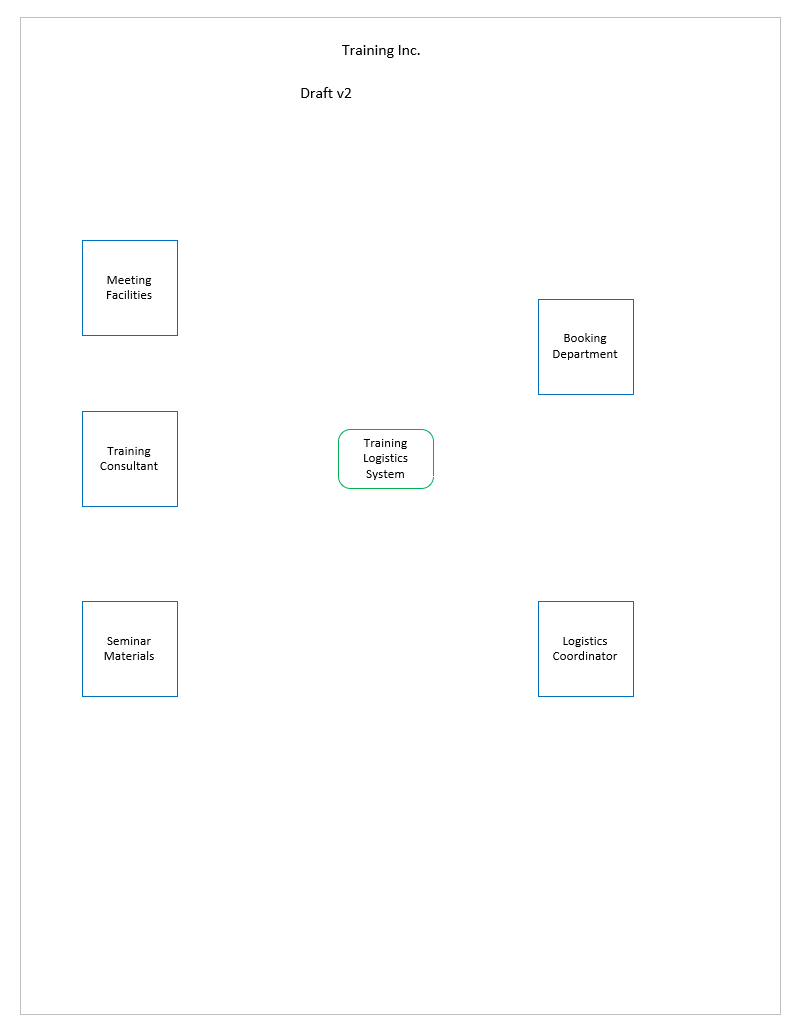 Training Inc.
Draft v2
Meeting
Facilities
Booking
Department
Training
Consultant
Training
Logistics
System
Seminar
Materials
Logistics
Coordinator